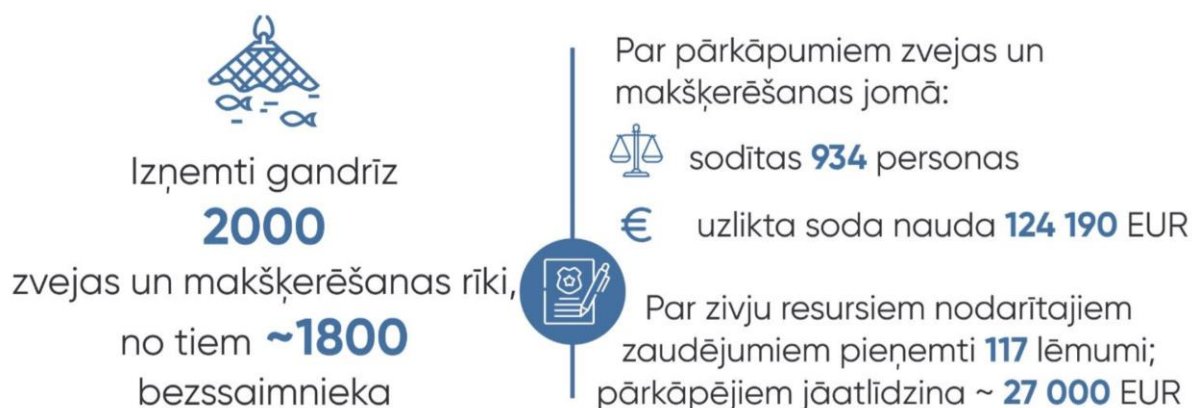 Izņemti gandrīz
2000
zvejas un makšķerēšanas rīki,
no tiem ~1800
bezssaimnieka
Par pārkāpumiem zvejas un
makšķerēšanas jomā:
sodītas 934 personas
€ uzlikta soda nauda 124 190 EUR
Par zivju resursiem nodarītajiem
zaudējumiem pieņemti 117 lēmumi;
pārkāpējiem jāatlīdzina ~ 27 000 EUR